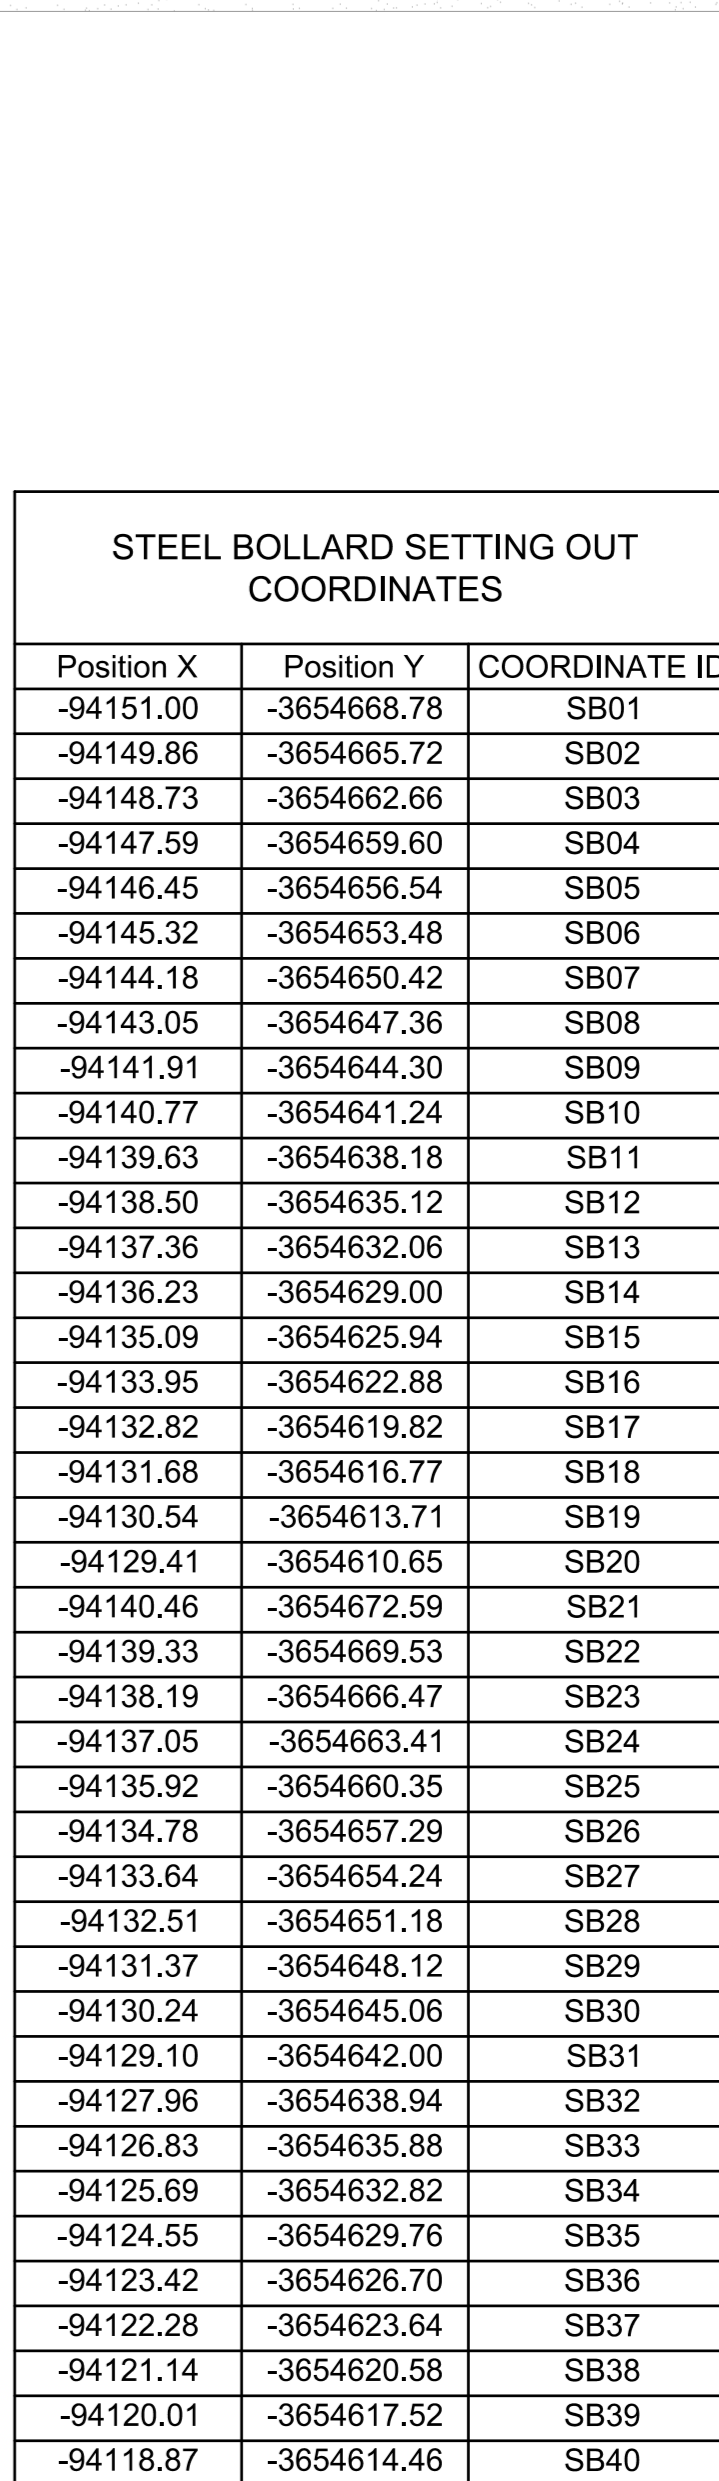 STEEL BOLLARD SETTING OUT
COORDINATES
Position X Position Y COORDINATE ID
-94151.00 -3654668.78 SB01
-94149.86 -3654665.72 SB02
-94148.73 -3654662.66 SB03
-94147.59 -3654659.60 SB04
-94146.45 -3654656.54 SB05
-94145.32 -3654653.48 SB06
-94144.18 -3654650.42 SB07
-94143.05 -3654647.36 SB08
-94141.91 -3654644.30 SB09
-94140.77 -3654641.24 SB10
-94139.63 -3654638.18 SB11
-94138.50 -3654635.12 SB12
-94137.36 -3654632.06 SB13
-94136.23 -3654629.00 SB14
-94135.09 -3654625.94 SB15
-94133.95 -3654622.88 SB16
-94132.82 -3654619.82 SB17
-94131.68 -3654616.77 SB18
-94130.54 -3654613.71 SB19
-94129.41 -3654610.65 SB20
-94140.46 -3654672.59 SB21
-94139.33 -3654669.53 SB22
-94138.19 -3654666.47 SB23
-94137.05 -3654663.41 SB24
-94135.92 -3654660.35 SB25
-94134.78 -3654657.29 SB26
-94133.64 -3654654.24 SB27
-94132.51 -3654651.18 SB28
-94131.37 -3654648.12 SB29
-94130.24 -3654645.06 SB30
-94129.10 -3654642.00 SB31
-94127.96 -3654638.94 SB32
-94126.83 -3654635.88 SB33
-94125.69 -3654632.82 SB34
-94124.55 -3654629.76 SB35
-94123.42 -3654626.70 SB36
-94122.28 -3654623.64 SB37
-94121.14 -3654620.58 SB38
-94120.01 -3654617.52 SB39
-94118.87 -3654614.46 SB40